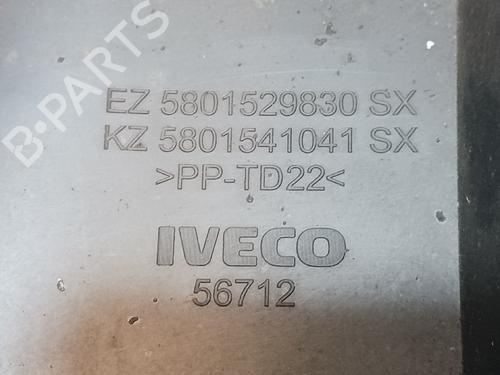 B-PARTS
EZ 5801529830 SX
KZ 5801541041 SX
>PP-TD22<
IVECO
56712